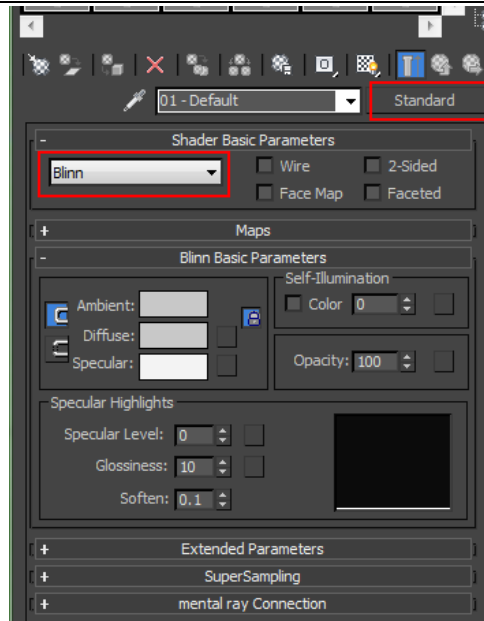 01 - Default Standard
- Shader Basic Parameters
Blinn Wire 2-Sided
Face Map Faceted
+ Maps
- Blinn Basic Parameters
Self-Illumination
Ambient: Color 0
Diffuse:
Specular: Opacity: 100
Specular Highlights
Specular Level: 0
Glossiness: 10
Soften: 0.1
+ Extended Parameters
+ SuperSampling
+ mental ray Connection